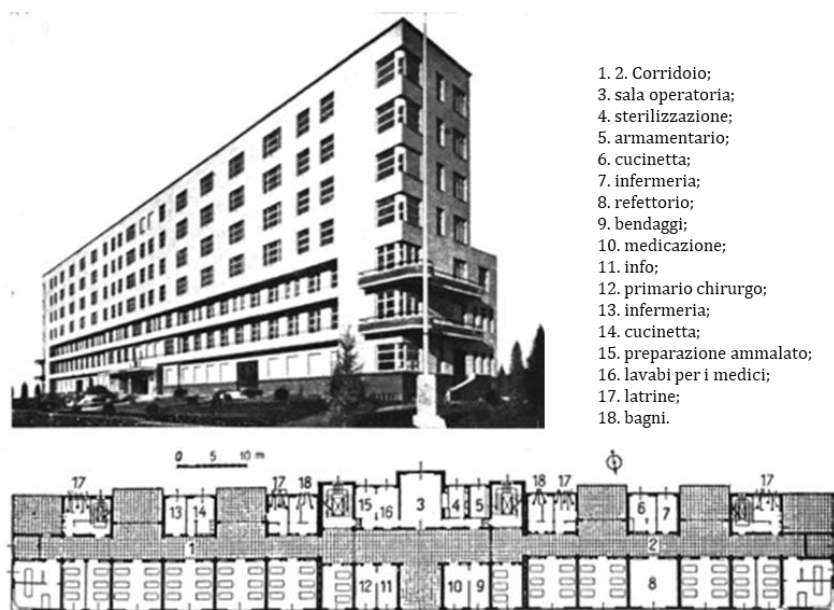 1. 2. Corridoio;
3. sala operatoria;
4. sterilizzazione;
5. armamentario;
6. cucinetta;
7. infermeria;
8. refettorio;
9. bendaggi;
10. medicazione;
11. info;
12. primario chirurgo;
13. infermeria;
14. cucinetta;
15. preparazione ammalato;
16. lavabi per i medici;
17. latrine;
18. bagni.
0 5 10 m
17 17 18 18 17 17
13 14 15 16 3 4 5 6 7
1 2
12 11 10 9 8